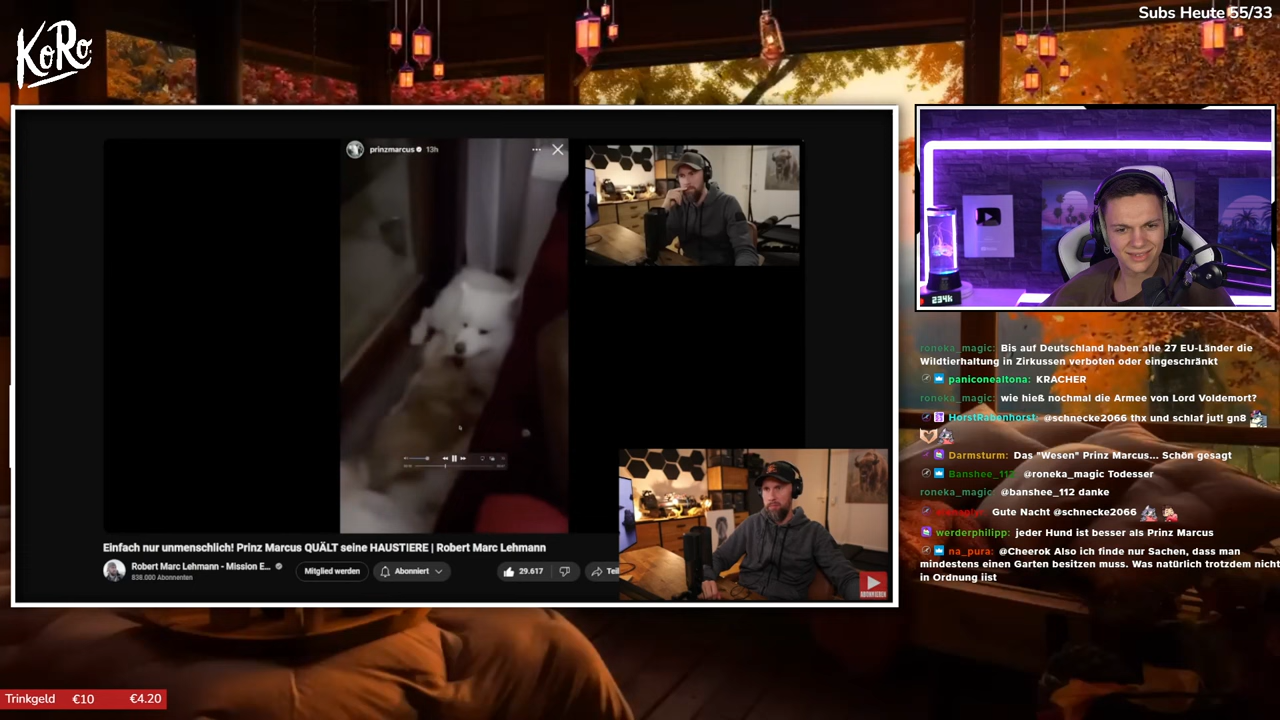 Subs Heute 55/33
KoRo
prinzmarcus 13h
234k
roneka_magic: Bis auf Deutschland haben alle 27 EU-Länder die
Wildtierhaltung in Zirkussen verboten oder eingeschränkt
paniconealtona: KRACHER
roneka_magic: wie hieß nochmal die Armee von Lord Voldemort?
HorstRabenhorst: @schnecke2066 thx und schlaf jut! gn8
Darmsturm: Das "Wesen" Prinz Marcus... Schön gesagt
Banshee_112: @roneka_magic Todesser
roneka_magic: @banshee_112 danke
Gute Nacht @schnecke2066
werderphilipp: jeder Hund ist besser als Prinz Marcus
na_pura: @Cheerok Also ich finde nur Sachen, dass man
mindestens einen Garten besitzen muss. Was natürlich trotzdem nicht
in Ordnung iist
Einfach nur unmenschlich! Prinz Marcus QUÄLT seine HAUSTIERE | Robert Marc Lehmann
Robert Marc Lehmann - Mission E...
838.000 Abonnenten
Mitglied werden
Abonniert
29.617
Teil
ABONNIEREN
Trinkgeld €10 €4.20